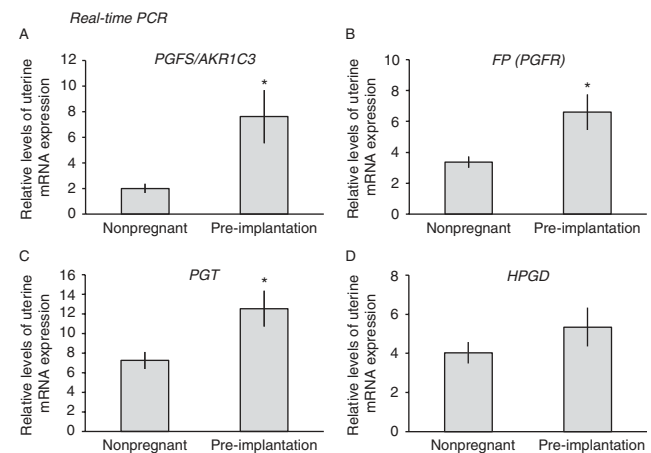 Real-time PCR
A
PGFS/AKR1C3
Relative levels of uterine
mRNA expression
12
10
8
6
4
2
0
*
Nonpregnant Pre-implantation
B
FP (PGFR)
Relative levels of uterine
mRNA expression
10
8
6
4
2
0
*
Nonpregnant Pre-implantation
C
PGT
Relative levels of uterine
mRNA expression
16
14
12
10
8
6
4
2
0
*
Nonpregnant Pre-implantation
D
HPGD
Relative levels of uterine
mRNA expression
8
6
4
2
0
Nonpregnant Pre-implantation